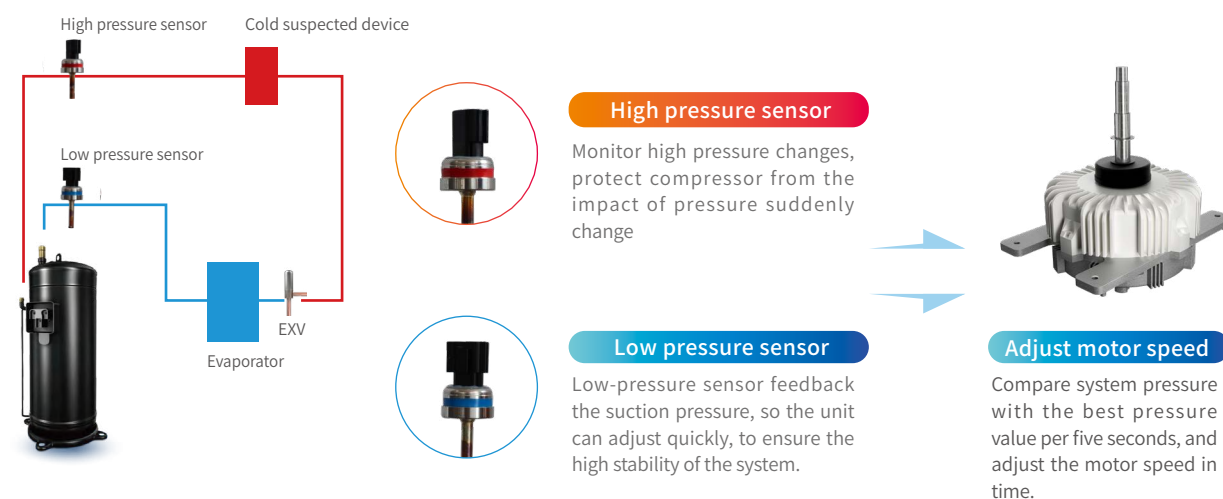 High pressure sensor
Cold suspected device
Low pressure sensor
EXV
Evaporator
High pressure sensor
Monitor high pressure changes,
protect compressor from the
impact of pressure suddenly
change
Low pressure sensor
Low-pressure sensor feedback
the suction pressure, so the unit
can adjust quickly, to ensure the
high stability of the system.
Adjust motor speed
Compare system pressure
with the best pressure
value per five seconds, and
adjust the motor speed in
time.